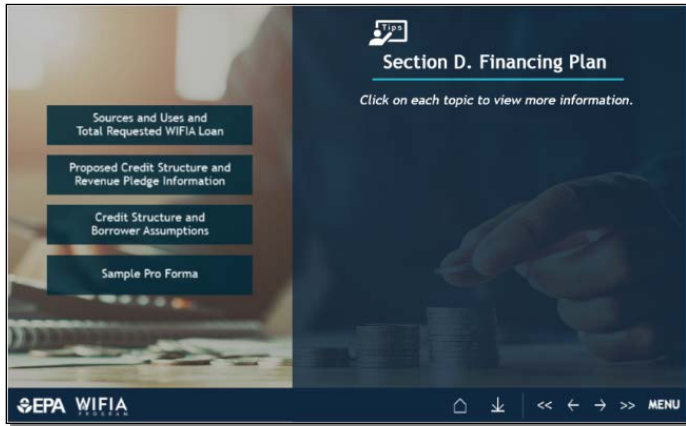 Tips
Section D. Financing Plan
Click on each topic to view more information.
Sources and Uses and
Total Requested WIFIA Loan
Proposed Credit Structure and
Revenue Pledge Information
Credit Structure and
Borrower Assumptions
Sample Pro Forma
EPA WIFIA
PROGRAM
<< ← → >> MENU